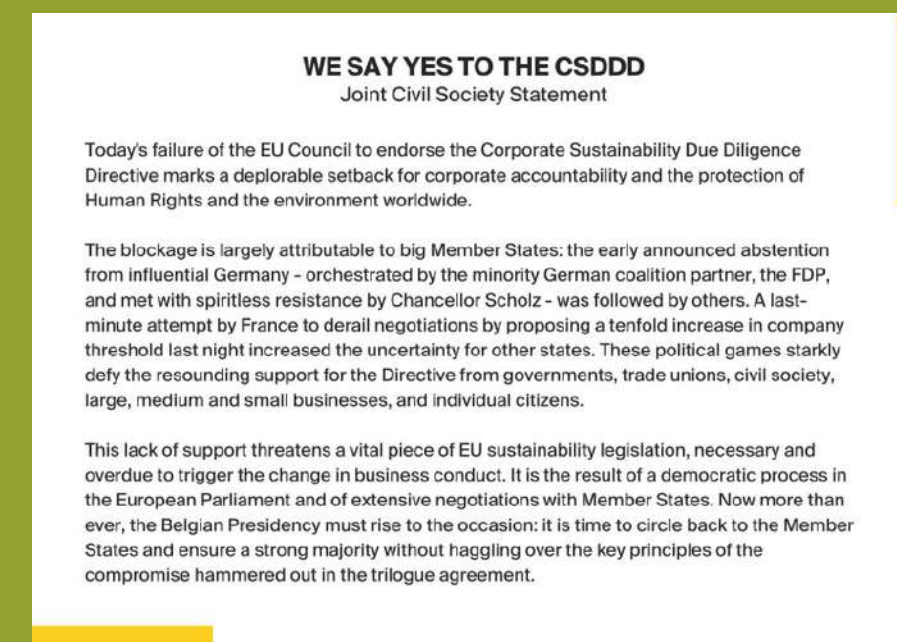 WE SAY YES TO THE CSDDD
Joint Civil Society Statement
Today's failure of the EU Council to endorse the Corporate Sustainability Due Diligence
Directive marks a deplorable setback for corporate accountability and the protection of
Human Rights and the environment worldwide.
The blockage is largely attributable to big Member States: the early announced abstention
from influential Germany - orchestrated by the minority German coalition partner, the FDP,
and met with spiritless resistance by Chancellor Scholz - was followed by others. A last-
minute attempt by France to derail negotiations by proposing a tenfold increase in company
threshold last night increased the uncertainty for other states. These political games starkly
defy the resounding support for the Directive from governments, trade unions, civil society,
large, medium and small businesses, and individual citizens.
This lack of support threatens a vital piece of EU sustainability legislation, necessary and
overdue to trigger the change in business conduct. It is the result of a democratic process in
the European Parliament and of extensive negotiations with Member States. Now more than
ever, the Belgian Presidency must rise to the occasion: it is time to circle back to the Member
States and ensure a strong majority without haggling over the key principles of the
compromise hammered out in the trilogue agreement.